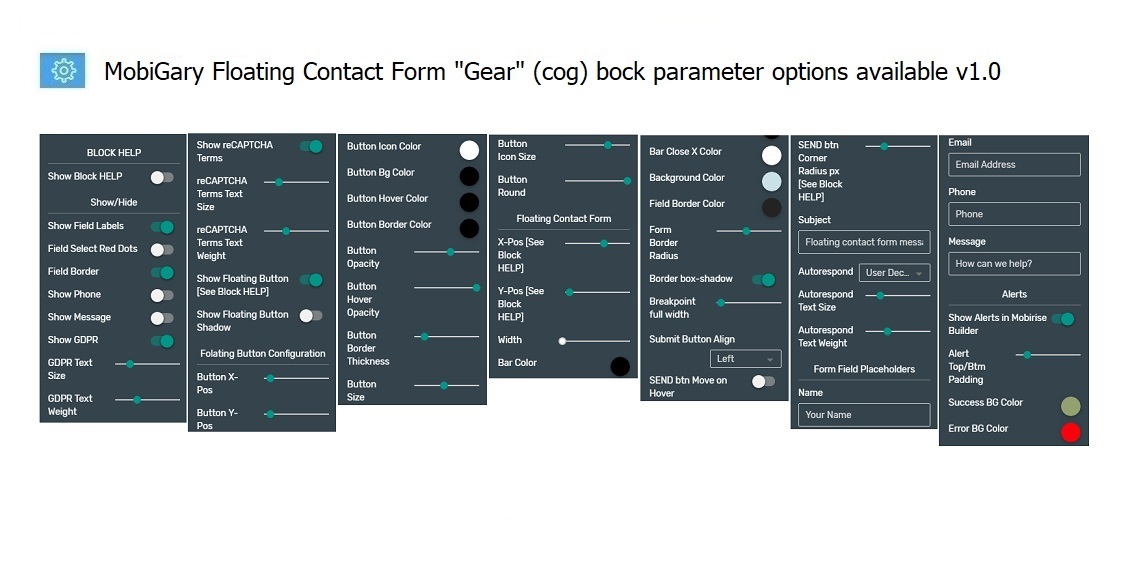 MobiGary Floating Contact Form "Gear" (cog) bock parameter options available v1.0
BLOCK HELP
Show Block HELP
Show/Hide
Show Field Labels
Field Select Red Dots
Field Border
Show Phone
Show Message
Show GDPR
GDPR Text
Size
GDPR Text
Weight
Show reCAPTCHA
Terms
reCAPTCHA
Terms Text
Size
reCAPTCHA
Terms Text
Weight
Show Floating Button
[See Block HELP]
Show Floating Button
Shadow
Folating Button Configuration
Button X-
Pos
Button Y-
Pos
Button Icon Color
Button Bg Color
Button Hover Color
Button Border Color
Button
Opacity
Button
Hover
Opacity
Button
Border
Thickness
Button
Size
Button
Icon Size
Button
Round
Floating Contact Form
X-Pos [See
Block
HELP]
Y-Pos [See
Block
HELP]
Width
Bar Color
Bar Close X Color
Background Color
Field Border Color
Form
Border
Radius
Border box-shadow
Breakpoint
full width
Submit Button Align
Left
SEND btn Move on
Hover
SEND btn
Corner
Radius px
[See Block
HELP]
Subject
Floating contact form messa
Autorespond
User Dec...
Autorespond
Text Size
Autorespond
Text Weight
Form Field Placeholders
Name
Your Name
Email
Email Address
Phone
Phone
Message
How can we help?
Alerts
Show Alerts in Mobirise
Builder
Alert
Top/Btm
Padding
Success BG Color
Error BG Color